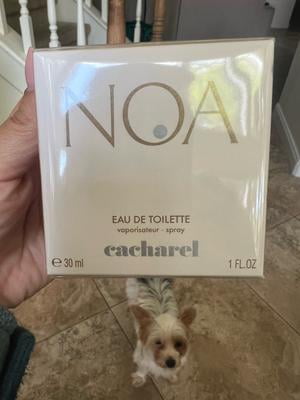 NOA
EAU DE TOILETTE
vaporisateur - spray
cacharel
e 30 ml 1 FL.OZ